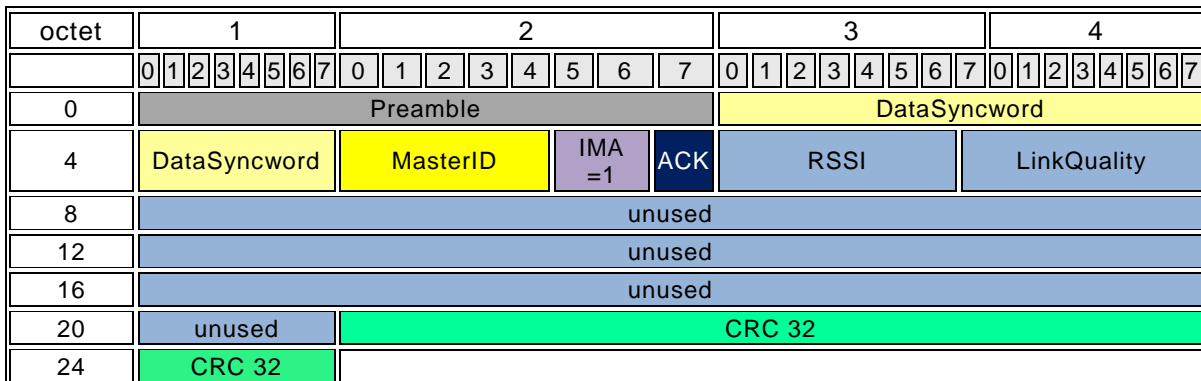 octet 1 2 3 4
0 1 2 3 4 5 6 7 0 1 2 3 4 5 6 7 0 1 2 3 4 5 6 7 0 1 2 3 4 5 6 7
0 Preamble DataSyncword
4 DataSyncword MasterID IMA =1 ACK RSSI LinkQuality
8 unused
12 unused
16 unused
20 unused CRC 32
24 CRC 32